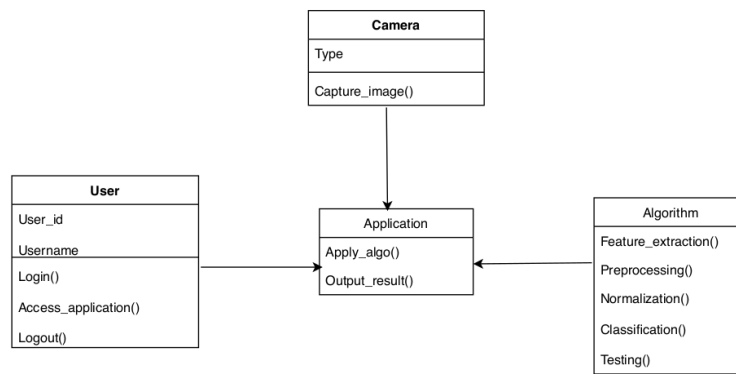 Camera
Type
Capture_image()
User
User_id
Username
Login()
Access_application()
Logout()
Application
Apply_algo()
Output_result()
Algorithm
Feature_extraction()
Preprocessing()
Normalization()
Classification()
Testing()